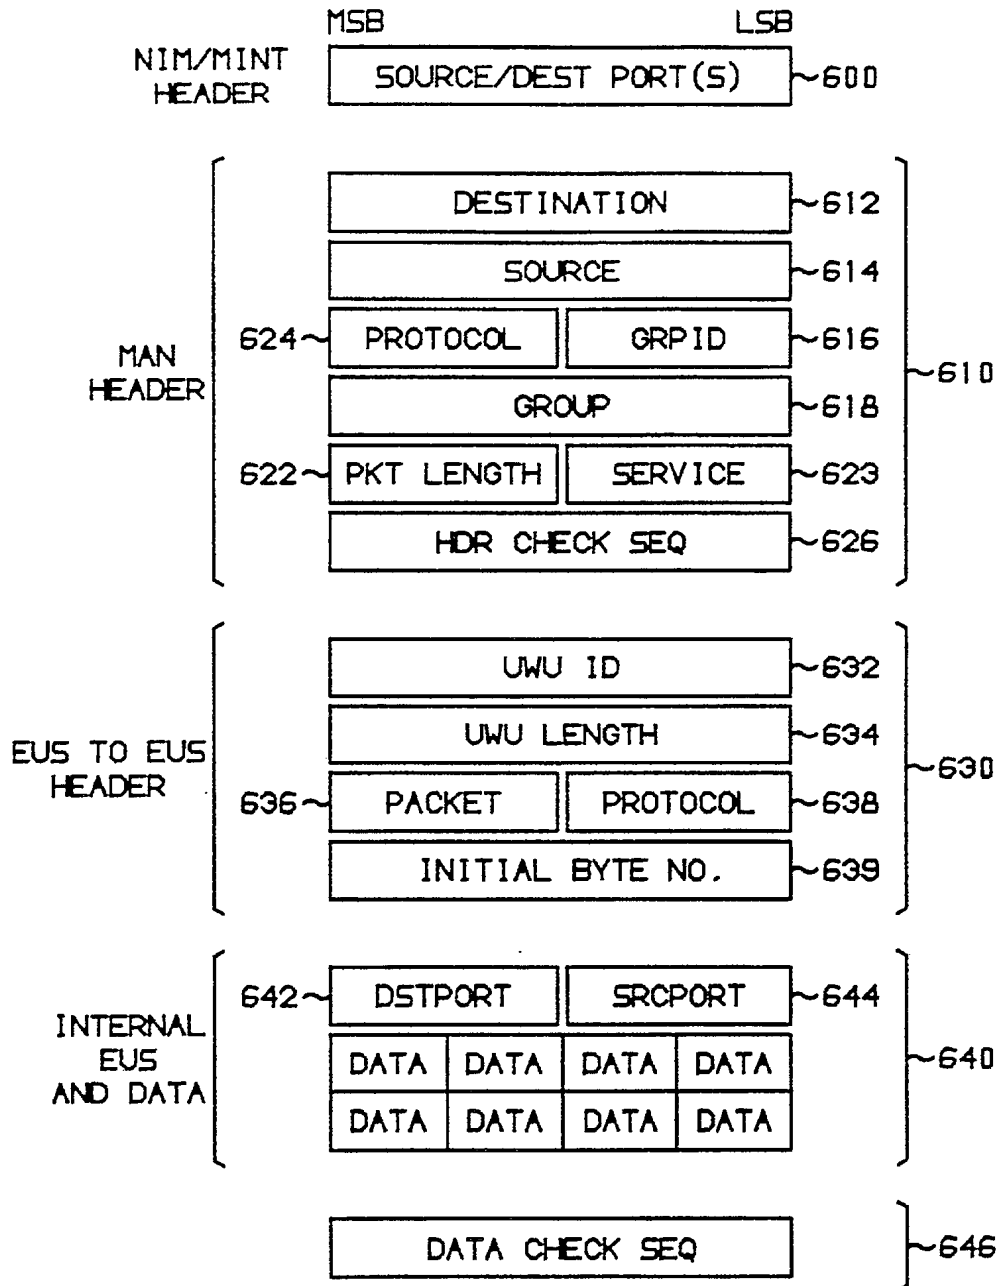 MSB LSB
NIM/MINT
HEADER
SOURCE/DEST PORT(S) 600
DESTINATION 612
SOURCE 614
624 PROTOCOL GRPID 616
MAN
HEADER
610
GROUP 618
622 PKT LENGTH SERVICE 623
HDR CHECK SEQ 626
UWU ID 632
UWU LENGTH 634
EUS TO EUS
HEADER
630
636 PACKET PROTOCOL 638
INITIAL BYTE NO. 639
642 DSTPORT SRCPORT 644
INTERNAL
EUS
AND DATA
640
DATA DATA DATA DATA
DATA DATA DATA DATA
DATA CHECK SEQ 646